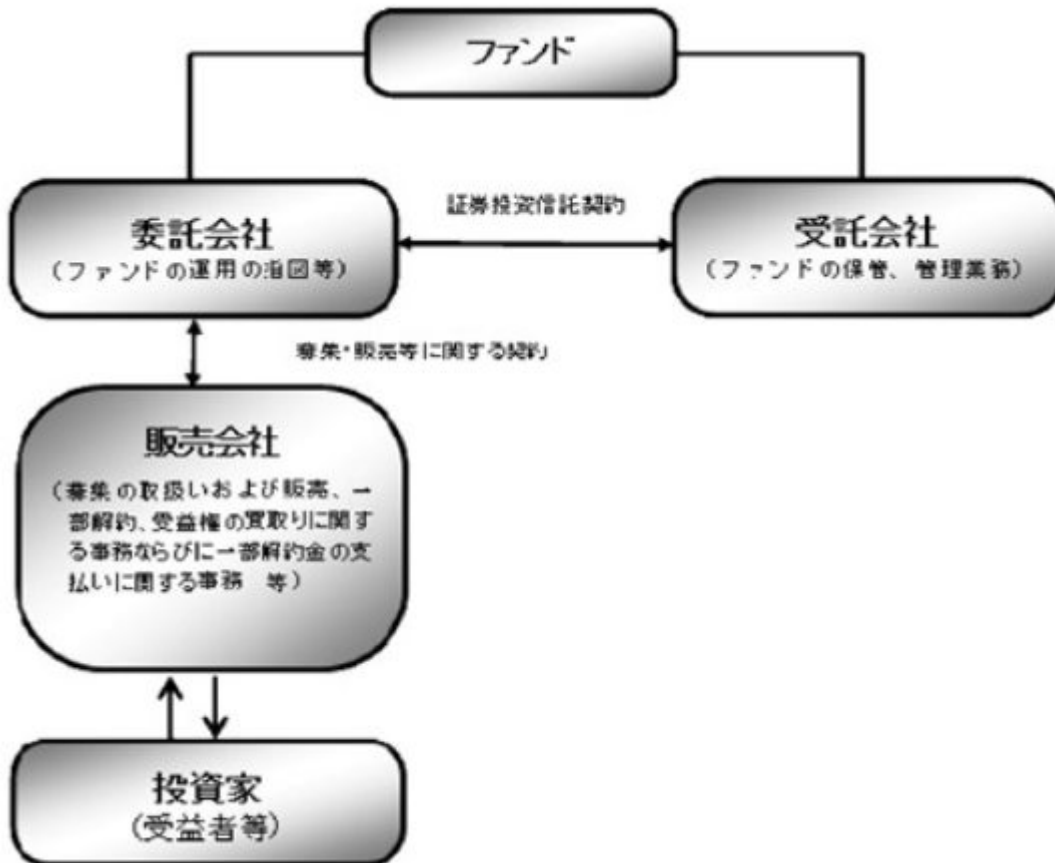 ファンド
委託会社
(ファンドの運用の指図等)
証券投資信託契約
受託会社
(ファンドの保管、管理業務)
募集・販売等に関する契約
販売会社
(募集の取扱いおよび販売、一
部解約、受益権の買取りに関す
る事務ならびに一部解約金の支
払いに関する事務 等)
投資家
(受益者等)